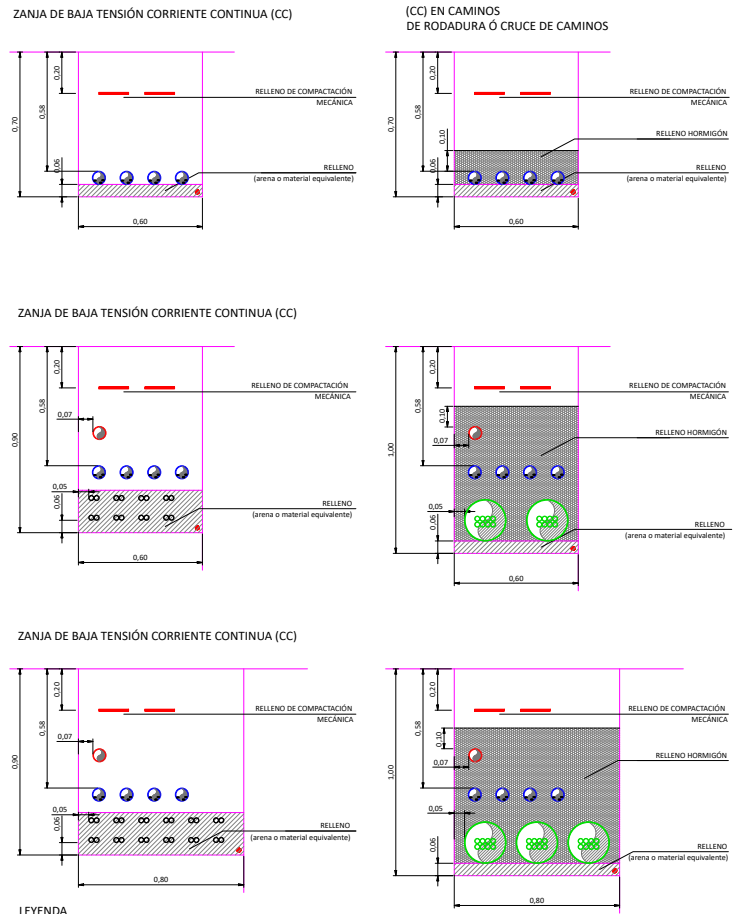 ZANJA DE BAJA TENSIÓN CORRIENTE CONTINUA (CC)
0,20
0,58
0,70
0,06
RELLENO DE COMPACTACIÓN
MECÁNICA
RELLENO
(arena o material equivalente)
0,60
(CC) EN CAMINOS
DE RODADURA Ó CRUCE DE CAMINOS
0,20
0,58
0,70
0,10
0,06
RELLENO DE COMPACTACIÓN
MECÁNICA
RELLENO HORMIGÓN
RELLENO
(arena o material equivalente)
0,60
ZANJA DE BAJA TENSIÓN CORRIENTE CONTINUA (CC)
0,20
0,58
0,07
0,90
0,05
0,06
RELLENO DE COMPACTACIÓN
MECÁNICA
RELLENO
(arena o material equivalente)
0,60
0,20
0,58
0,10
0,07
1,00
0,05
0,06
RELLENO DE COMPACTACIÓN
MECÁNICA
RELLENO HORMIGÓN
RELLENO
(arena o material equivalente)
0,60
ZANJA DE BAJA TENSIÓN CORRIENTE CONTINUA (CC)
0,20
0,58
0,07
0,90
0,05
0,06
RELLENO DE COMPACTACIÓN
MECÁNICA
RELLENO
(arena o material equivalente)
0,80
0,20
0,58
0,10
0,07
1,00
0,05
0,06
RELLENO DE COMPACTACIÓN
MECÁNICA
RELLENO HORMIGÓN
RELLENO
(arena o material equivalente)
0,80
LEYENDA